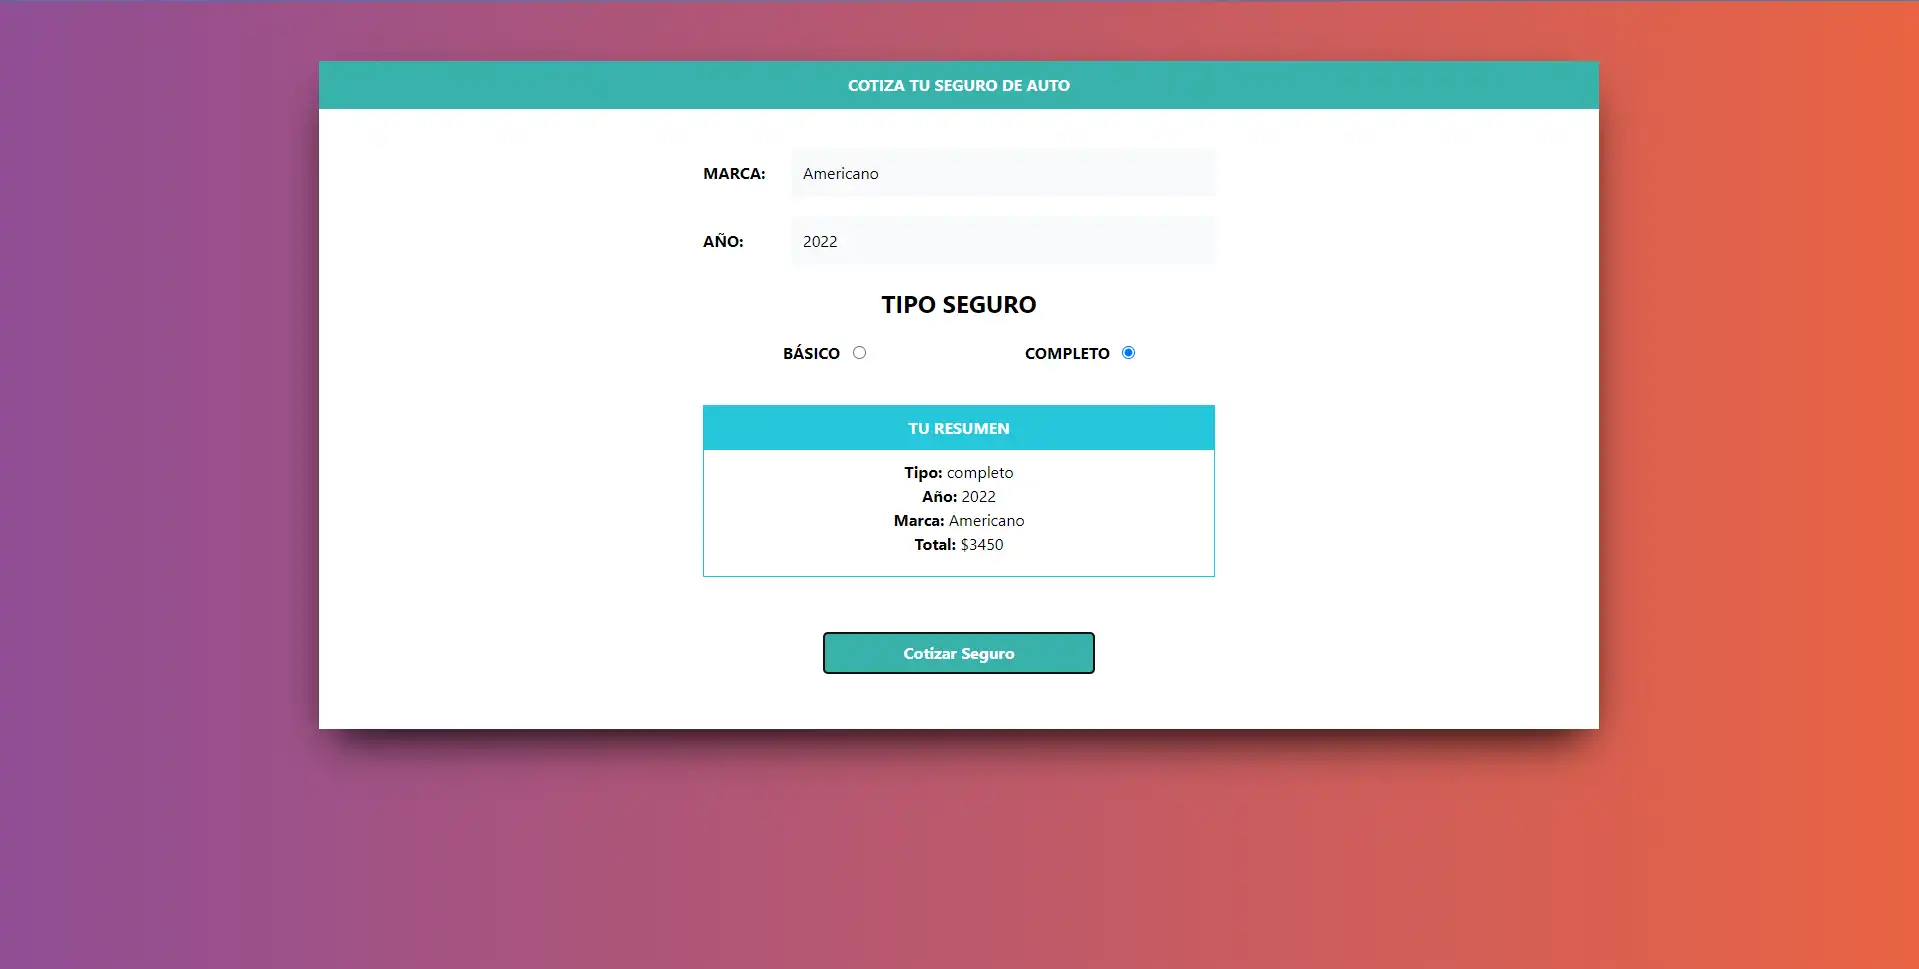 COTIZA TU SEGURO DE AUTO
MARCA: Americano
AÑO: 2022
TIPO SEGURO
BÁSICO COMPLETO
TU RESUMEN
Tipo: completo
Año: 2022
Marca: Americano
Total: $3450
Cotizar Seguro